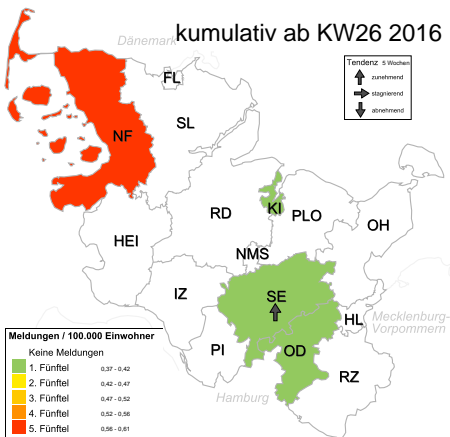 kumulativ ab KW26 2016
Dänemark
Tendenz 5 Wochen
zunehmend
stagnierend
abnehmend
FL
SL
NF
KI
RD
PLO
OH
HEI
NMS
IZ
SE
HL
Mecklenburg-
Vorpommern
PI
OD
RZ
Hamburg
Meldungen / 100.000 Einwohner
Keine Meldungen
1. Fünftel 0,37 - 0,42
2. Fünftel 0,42 - 0,47
3. Fünftel 0,47 - 0,52
4. Fünftel 0,52 - 0,56
5. Fünftel 0,56 - 0,61